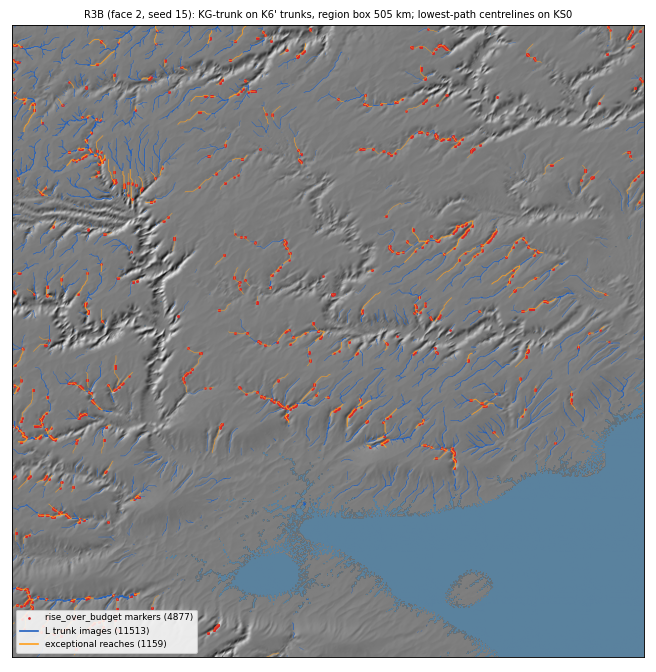 R3B (face 2, seed 15): KG-trunk on K6' trunks, region box 505 km; lowest-path centrelines on KS0
rise_over_budget markers (4877)
L trunk images (11513)
exceptional reaches (1159)